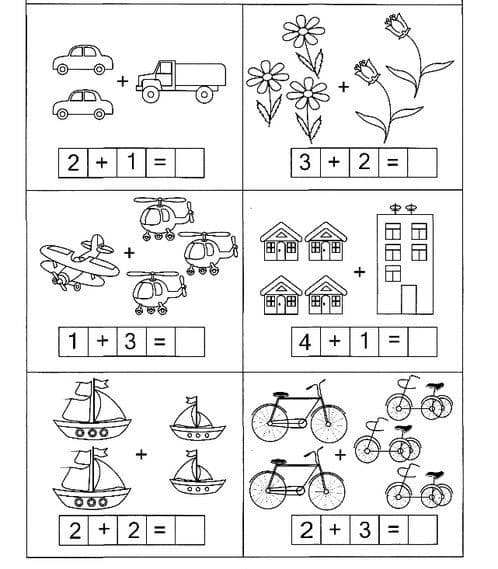 + +
2 + 1 = 3 + 2 =
+ +
1 + 3 = 4 + 1 =
+ +
2 + 2 = 2 + 3 =